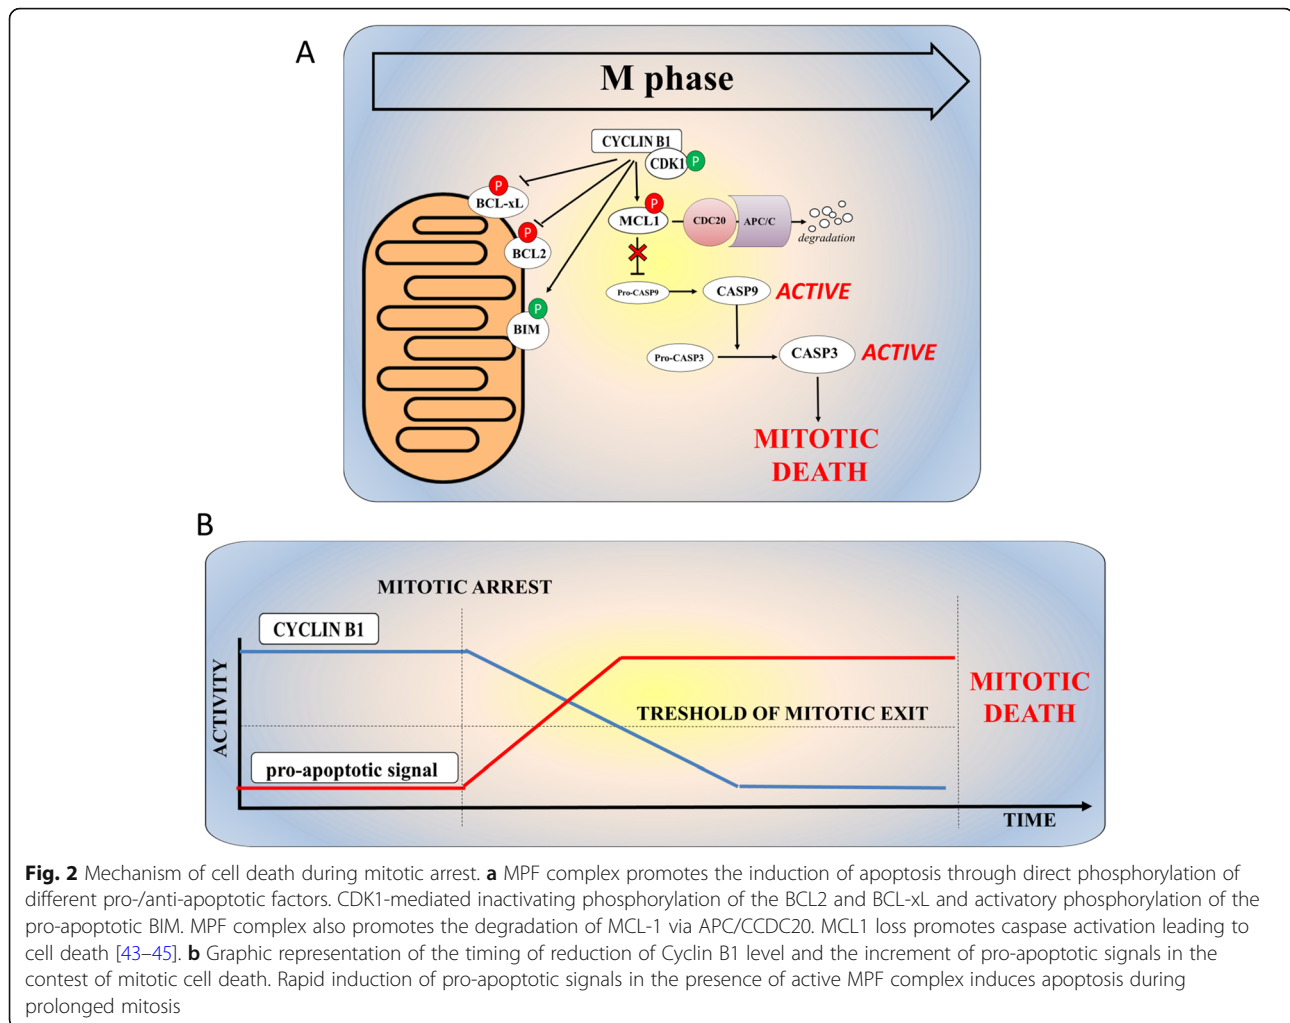 A
M phase
CYCLIN B1
CDK1
P
P
BCL-xL
P
MCL1
CDC20
APC/C
degradation
P
BCL2
Pro-CASP9
CASP9
ACTIVE
P
BIM
Pro-CASP3
CASP3
ACTIVE
MITOTIC
DEATH
B
MITOTIC ARREST
CYCLIN B1
ACTIVITY
TRESHOLD OF MITOTIC EXIT
MITOTIC
DEATH
pro-apoptotic signal
TIME
Fig. 2 Mechanism of cell death during mitotic arrest. a MPF complex promotes the induction of apoptosis through direct phosphorylation of
different pro-/anti-apoptotic factors. CDK1-mediated inactivating phosphorylation of the BCL2 and BCL-xL and activatory phosphorylation of the
pro-apoptotic BIM. MPF complex also promotes the degradation of MCL-1 via APC/CCDC20. MCL1 loss promotes caspase activation leading to
cell death [43–45]. b Graphic representation of the timing of reduction of Cyclin B1 level and the increment of pro-apoptotic signals in the
contest of mitotic cell death. Rapid induction of pro-apoptotic signals in the presence of active MPF complex induces apoptosis during
prolonged mitosis